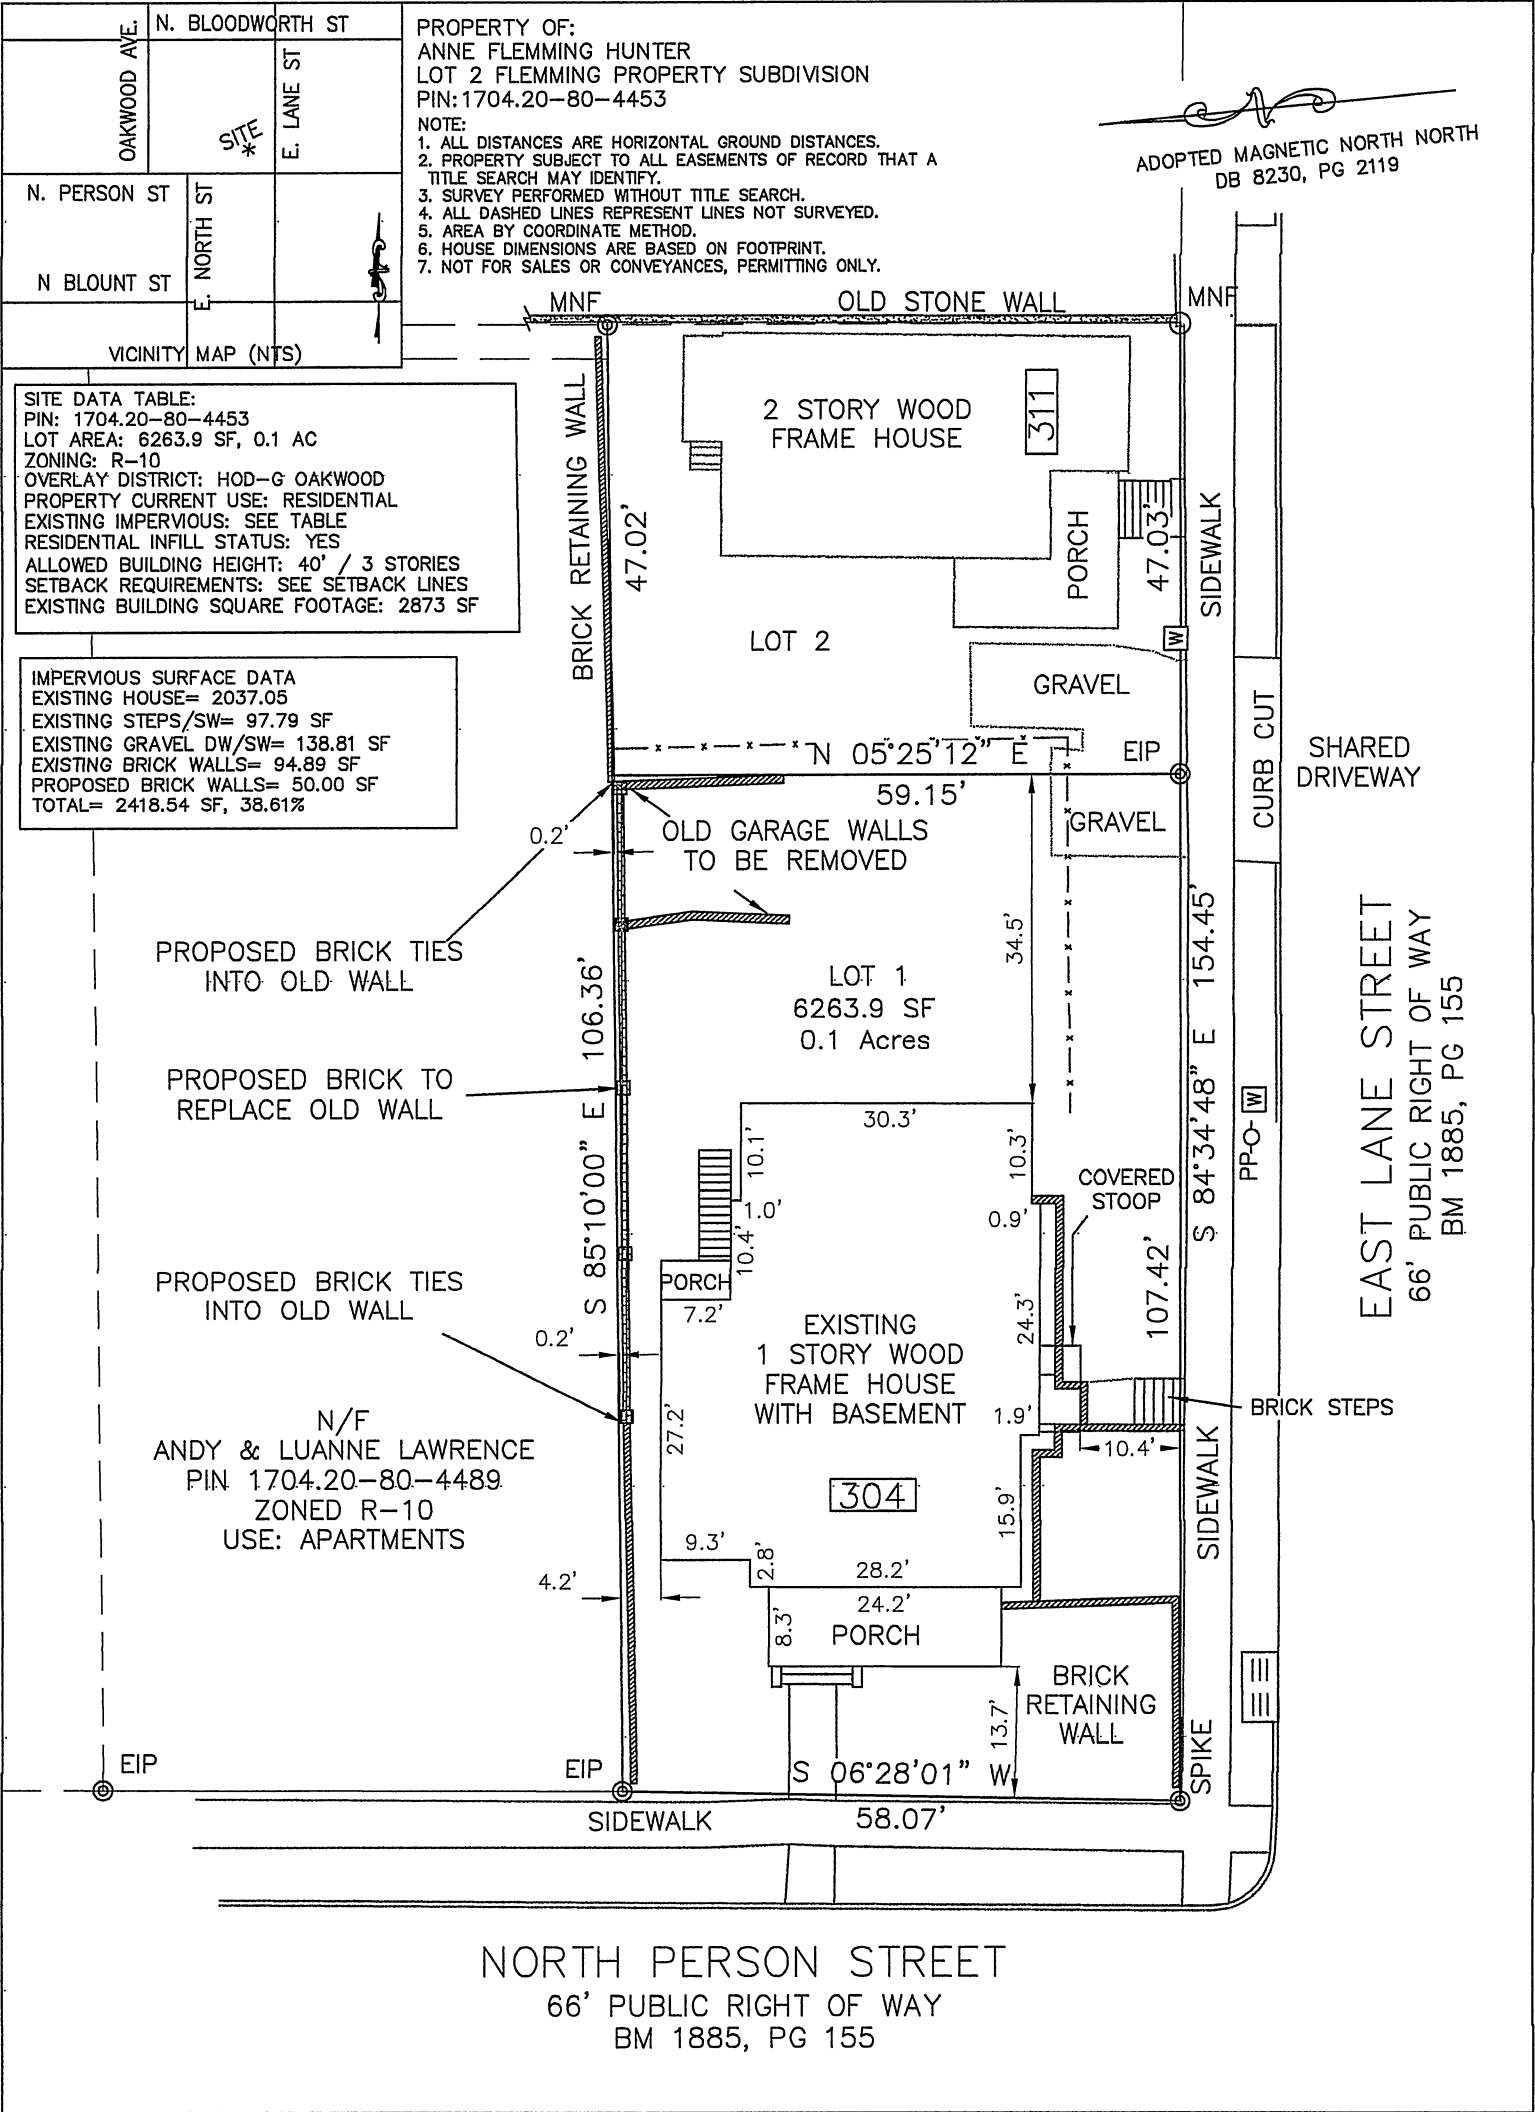 N. BLOODWORTH ST
OAKWOOD AVE.
E. LANE ST
SITE
*
N. PERSON ST
E. NORTH ST
N BLOUNT ST
VICINITY MAP (NTS)
PROPERTY OF:
ANNE FLEMMING HUNTER
LOT 2 FLEMMING PROPERTY SUBDIVISION
PIN:1704.20-80-4453
NOTE:
1. ALL DISTANCES ARE HORIZONTAL GROUND DISTANCES.
2. PROPERTY SUBJECT TO ALL EASEMENTS OF RECORD THAT A
TITLE SEARCH MAY IDENTIFY.
3. SURVEY PERFORMED WITHOUT TITLE SEARCH.
4. ALL DASHED LINES REPRESENT LINES NOT SURVEYED.
5. AREA BY COORDINATE METHOD.
6. HOUSE DIMENSIONS ARE BASED ON FOOTPRINT.
7. NOT FOR SALES OR CONVEYANCES, PERMITTING ONLY.
ADOPTED MAGNETIC NORTH NORTH
DB 8230, PG 2119
SITE DATA TABLE:
PIN: 1704.20-80-4453
LOT AREA: 6263.9 SF, 0.1 AC
ZONING: R-10
OVERLAY DISTRICT: HOD-G OAKWOOD
PROPERTY CURRENT USE: RESIDENTIAL
EXISTING IMPERVIOUS: SEE TABLE
RESIDENTIAL INFILL STATUS: YES
ALLOWED BUILDING HEIGHT: 40' / 3 STORIES
SETBACK REQUIREMENTS: SEE SETBACK LINES
EXISTING BUILDING SQUARE FOOTAGE: 2873 SF
IMPERVIOUS SURFACE DATA
EXISTING HOUSE= 2037.05
EXISTING STEPS/SW= 97.79 SF
EXISTING GRAVEL DW/SW= 138.81 SF
EXISTING BRICK WALLS= 94.89 SF
PROPOSED BRICK WALLS= 50.00 SF
TOTAL= 2418.54 SF, 38.61%
MNF
OLD STONE WALL
MNF
BRICK RETAINING WALL
47.02'
2 STORY WOOD
FRAME HOUSE
311
PORCH
47.03'
SIDEWALK
W
LOT 2
GRAVEL
N 05°25'12" E
EIP
59.15'
CURB CUT
SHARED
DRIVEWAY
GRAVEL
0.2'
OLD GARAGE WALLS
TO BE REMOVED
34.5'
154.45'
PROPOSED BRICK TIES
INTO OLD WALL
106.36'
LOT 1
6263.9 SF
0.1 Acres
PROPOSED BRICK TO
REPLACE OLD WALL
S 85°10'00" E
S 84°34'48" E
PP
W
EAST LANE STREET
66' PUBLIC RIGHT OF WAY
BM 1885, PG 155
30.3'
10.1'
10.3'
COVERED
STOOP
1.0'
0.9'
10.4'
PORCH
7.2'
24.3'
107.42'
PROPOSED BRICK TIES
INTO OLD WALL
0.2'
EXISTING
1 STORY WOOD
FRAME HOUSE
WITH BASEMENT
27.2'
1.9'
BRICK STEPS
10.4'
N/F
ANDY & LUANNE LAWRENCE
PIN 1704.20-80-4489
ZONED R-10
USE: APARTMENTS
304
15.9'
SIDEWALK
9.3'
2.8'
28.2'
4.2'
24.2'
8.3'
PORCH
BRICK
RETAINING
WALL
13.7'
SPIKE
EIP
EIP
S 06°28'01" W
SIDEWALK
58.07'
NORTH PERSON STREET
66' PUBLIC RIGHT OF WAY
BM 1885, PG 155